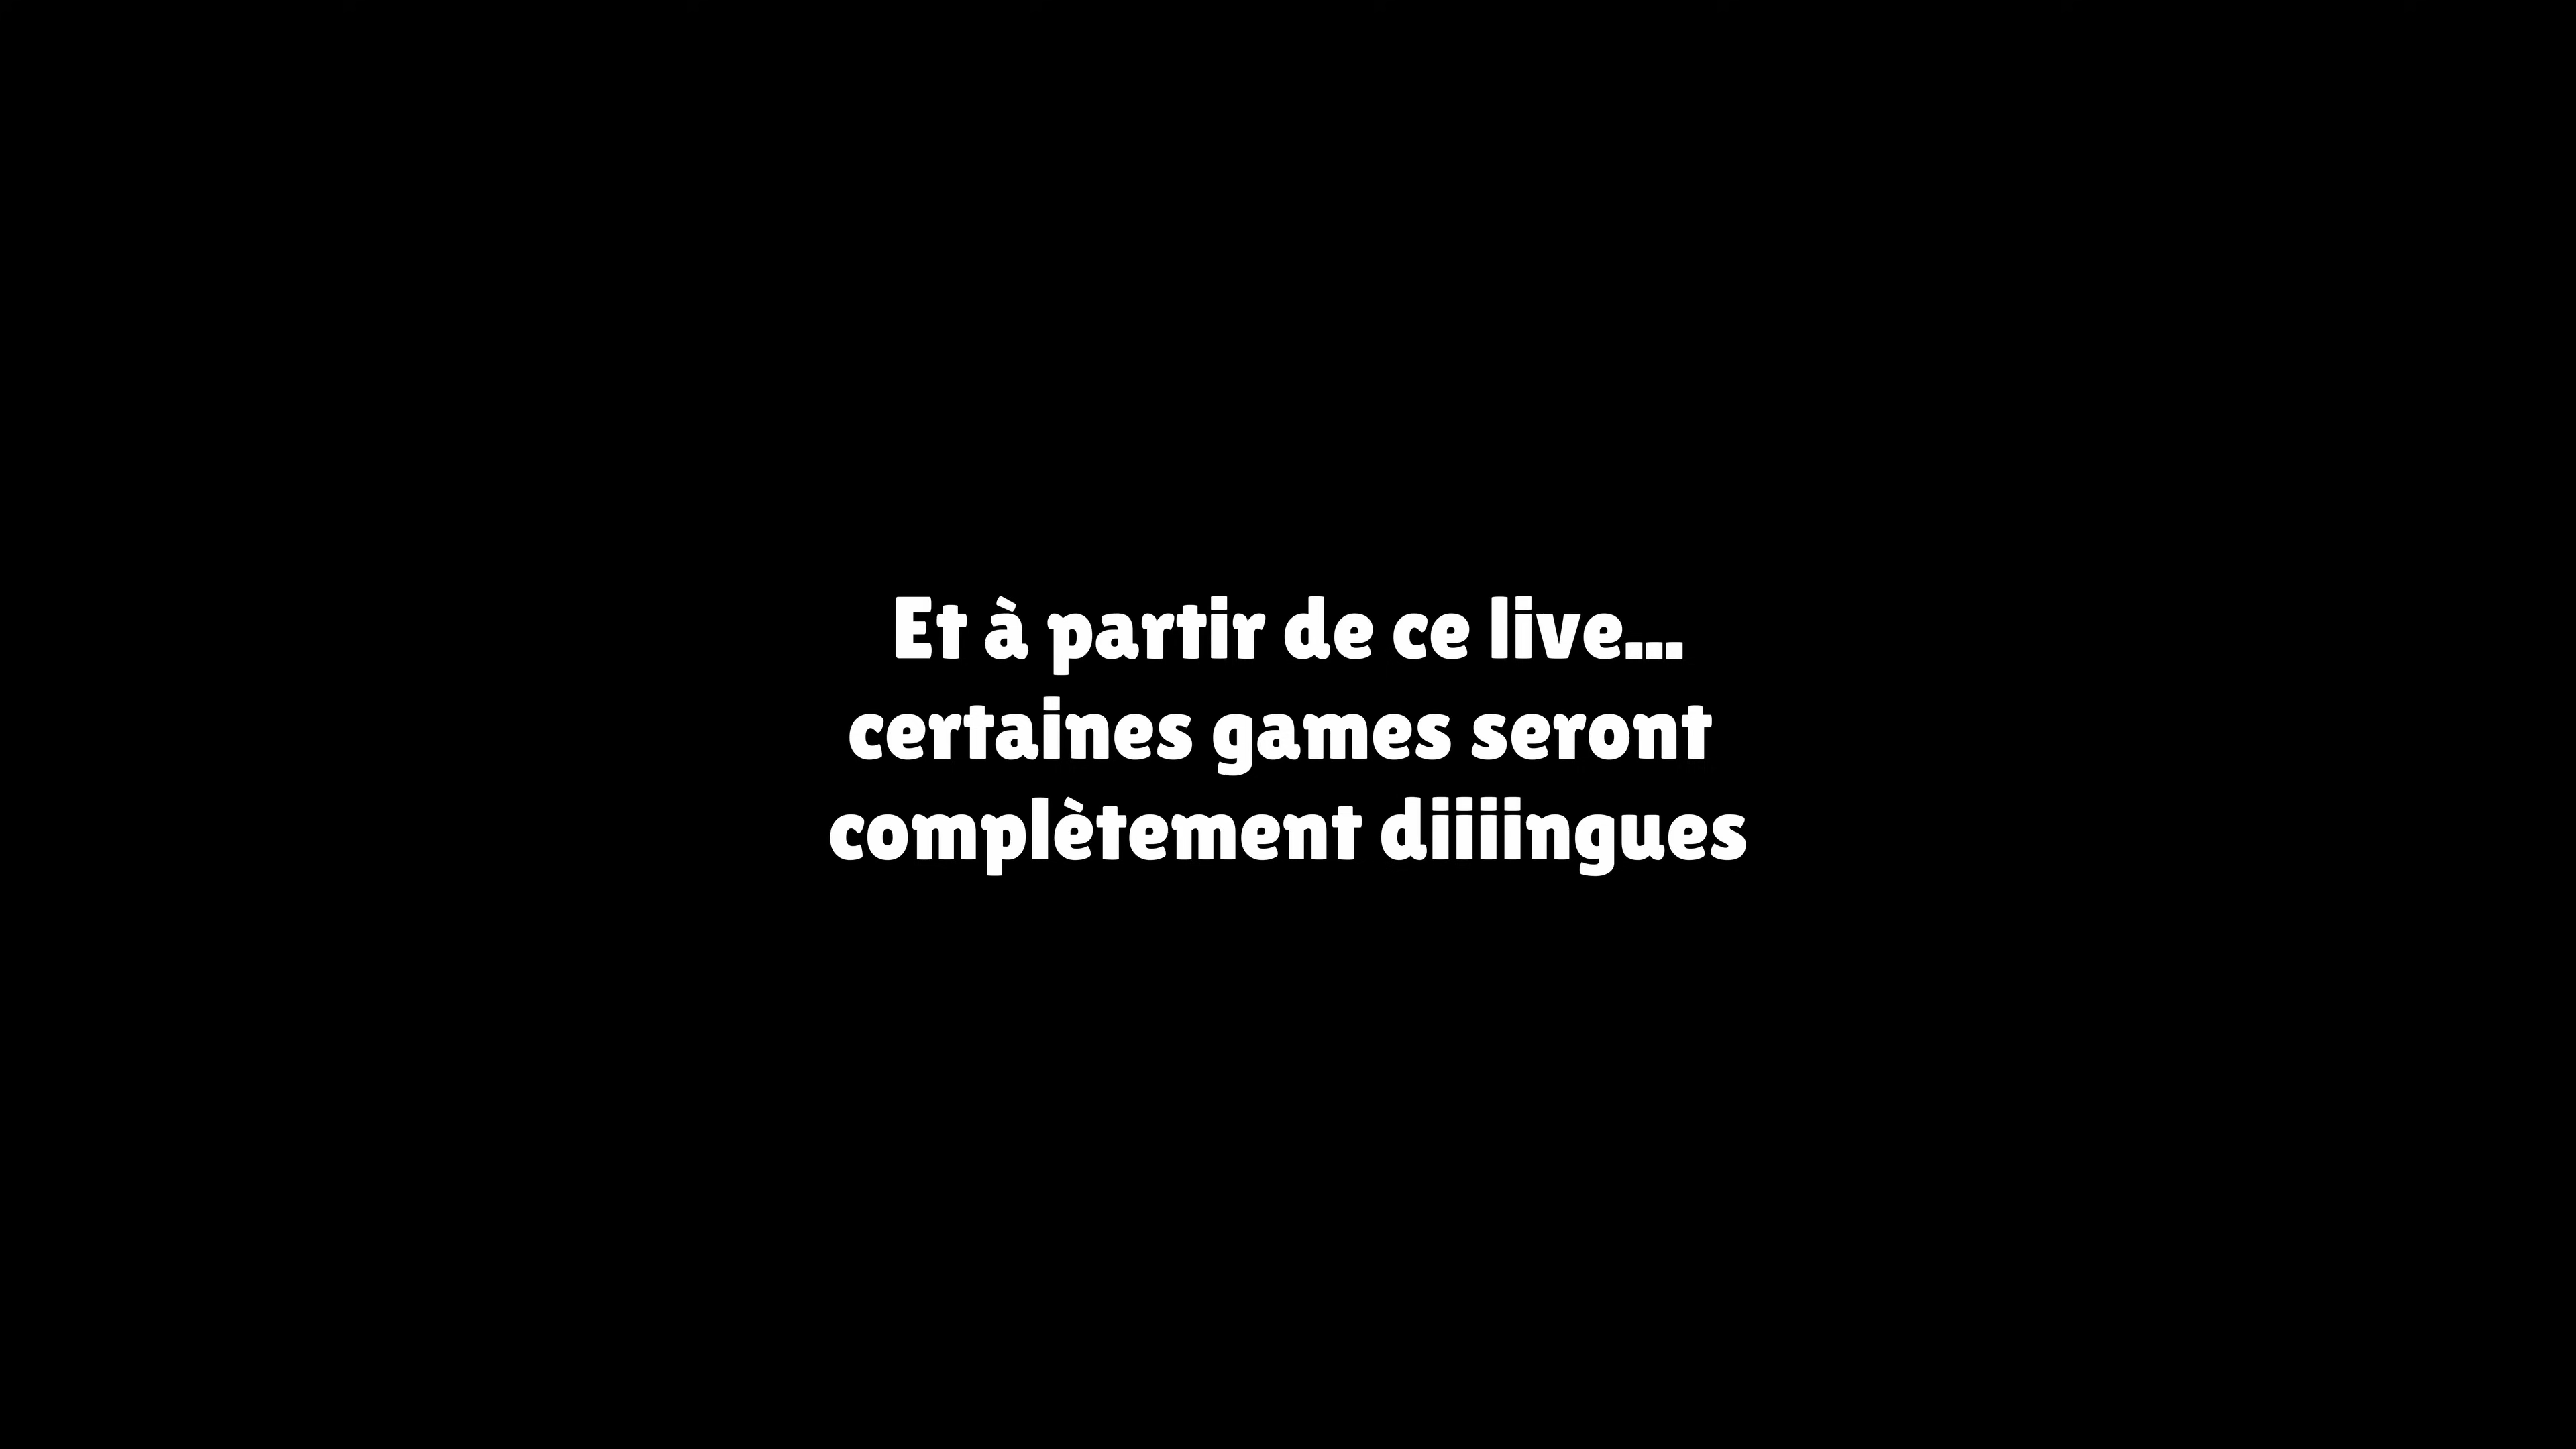 Et à partir de ce live...
certaines games seront
complètement diiiingues